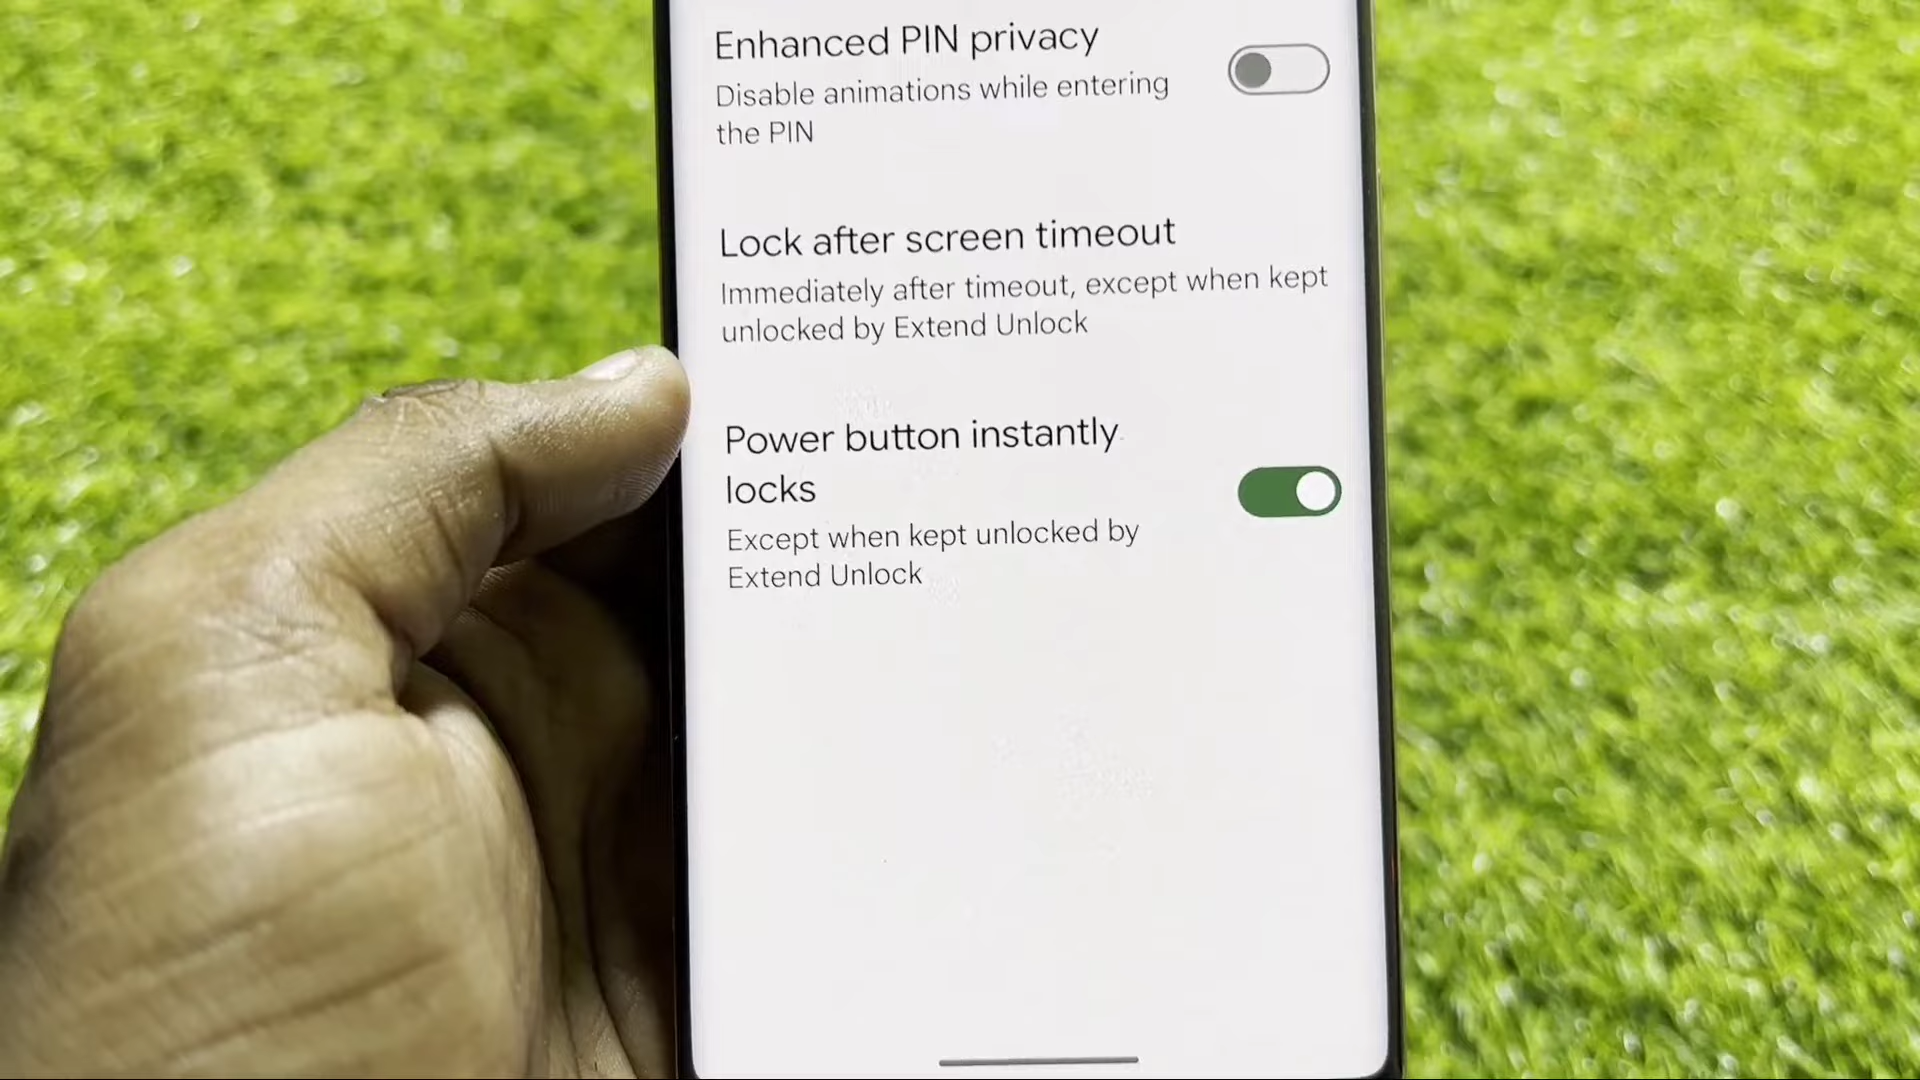 Enhanced PIN privacy
Disable animations while entering
the PIN
Lock after screen timeout
Immediately after timeout, except when kept
unlocked by Extend Unlock
Power button instantly
locks
Except when kept unlocked by
Extend Unlock